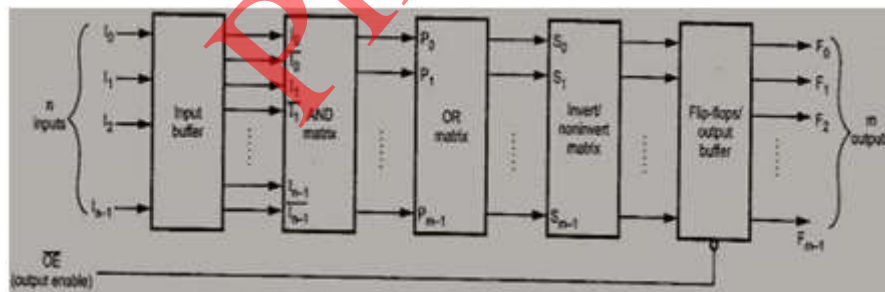 n inputs
I0
I1
I2
In–1
Input buffer
I0
I0
I1
I1
In–1
In–1
AND matrix
P0
P1
Pm–1
OR matrix
S0
S1
Sm–1
Invert/ noninvert matrix
Flip-flops/ output buffer
F0
F1
F2
Fm–1
m outputs
OE
(output enable)